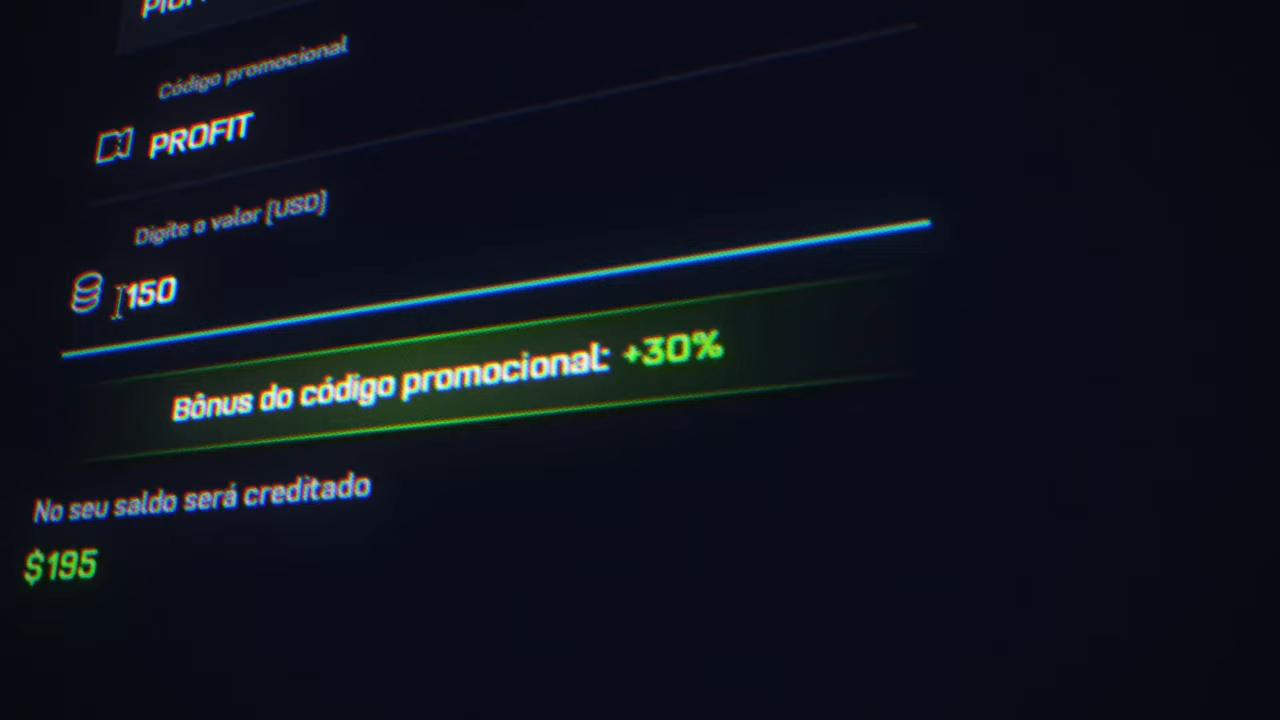 Código promocional
PROFIT
Digite o valor (USD)
150
Bônus do código promocional: +30%
No seu saldo será creditado
$195